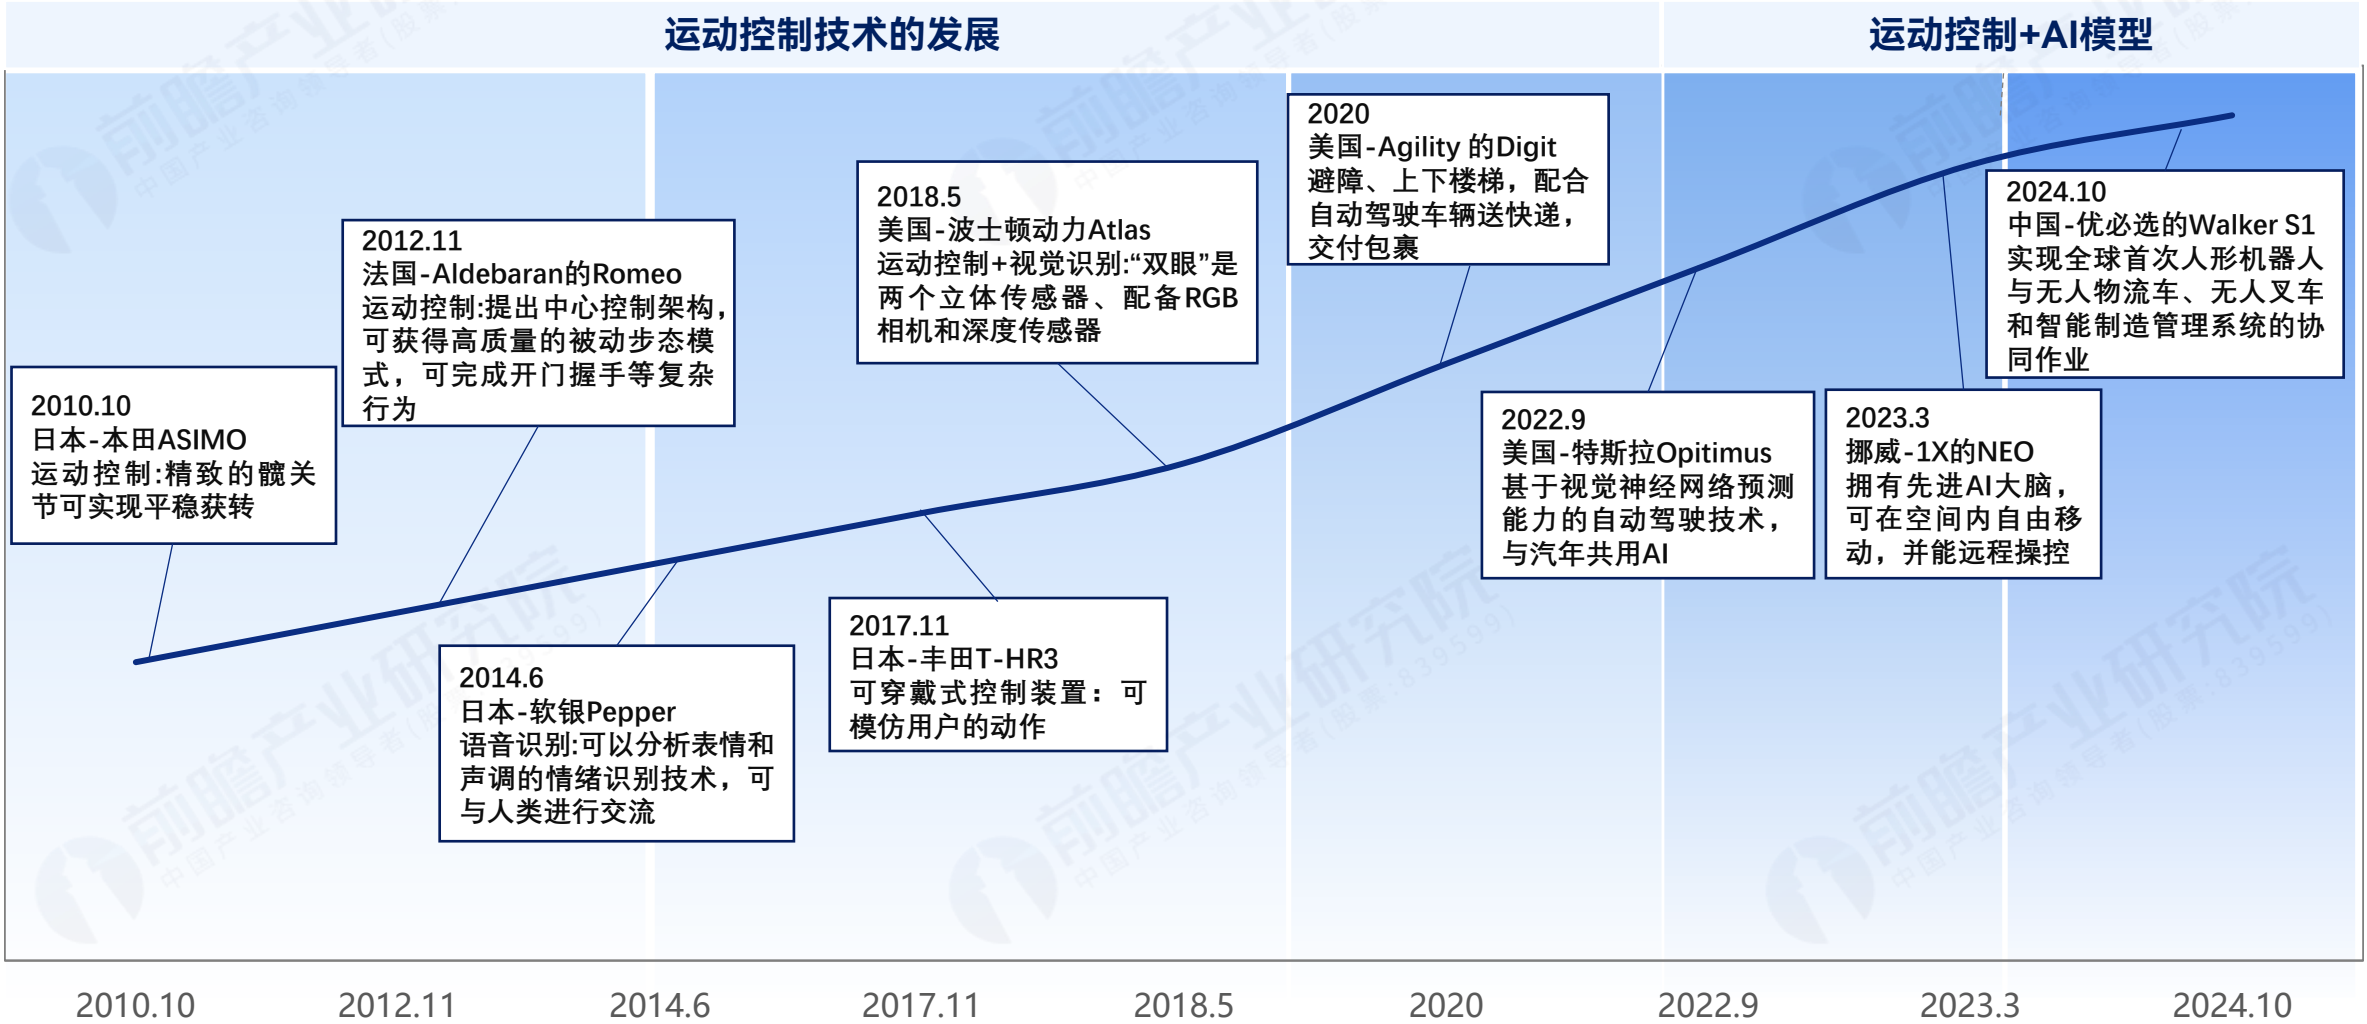 运动控制技术的发展
运动控制+AI模型
2010.10
日本-本田ASIMO
运动控制:精致的髋关
节可实现平稳获转
2012.11
法国-Aldebaran的Romeo
运动控制:提出中心控制架构，
可获得高质量的被动步态模
式，可完成开门握手等复杂
行为
2014.6
日本-软银Pepper
语音识别:可以分析表情和
声调的情绪识别技术，可
与人类进行交流
2017.11
日本-丰田T-HR3
可穿戴式控制装置：可
模仿用户的动作
2018.5
美国-波士顿动力Atlas
运动控制+视觉识别:“双眼”是
两个立体传感器、配备RGB
相机和深度传感器
2020
美国-Agility 的Digit
避障、上下楼梯，配合
自动驾驶车辆送快递，
交付包裹
2022.9
美国-特斯拉Opitimus
甚于视觉神经网络预测
能力的自动驾驶技术，
与汽年共用AI
2023.3
挪威-1X的NEO
拥有先进AI大脑，
可在空间内自由移
动，并能远程操控
2024.10
中国-优必选的Walker S1
实现全球首次人形机器人
与无人物流车、无人叉车
和智能制造管理系统的协
同作业
2010.10
2012.11
2014.6
2017.11
2018.5
2020
2022.9
2023.3
2024.10
前瞻产业研究院
中国产业咨询领导者(股票:839599)